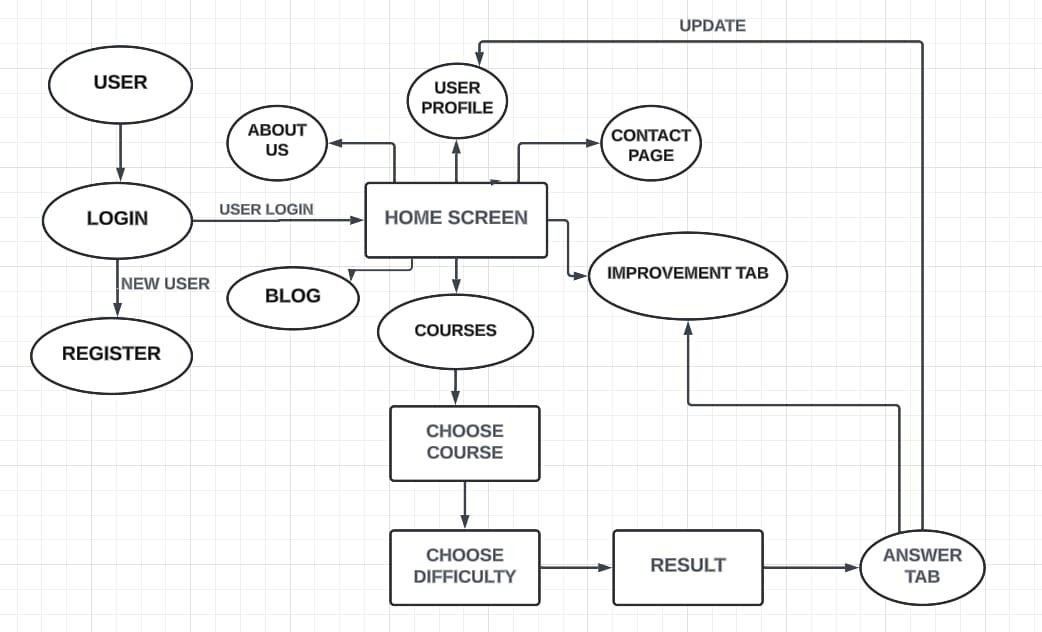 UPDATE
USER
USER
PROFILE
ABOUT
US
CONTACT
PAGE
LOGIN
USER LOGIN
HOME SCREEN
NEW USER
BLOG
IMPROVEMENT TAB
REGISTER
COURSES
CHOOSE
COURSE
CHOOSE
DIFFICULTY
RESULT
ANSWER
TAB